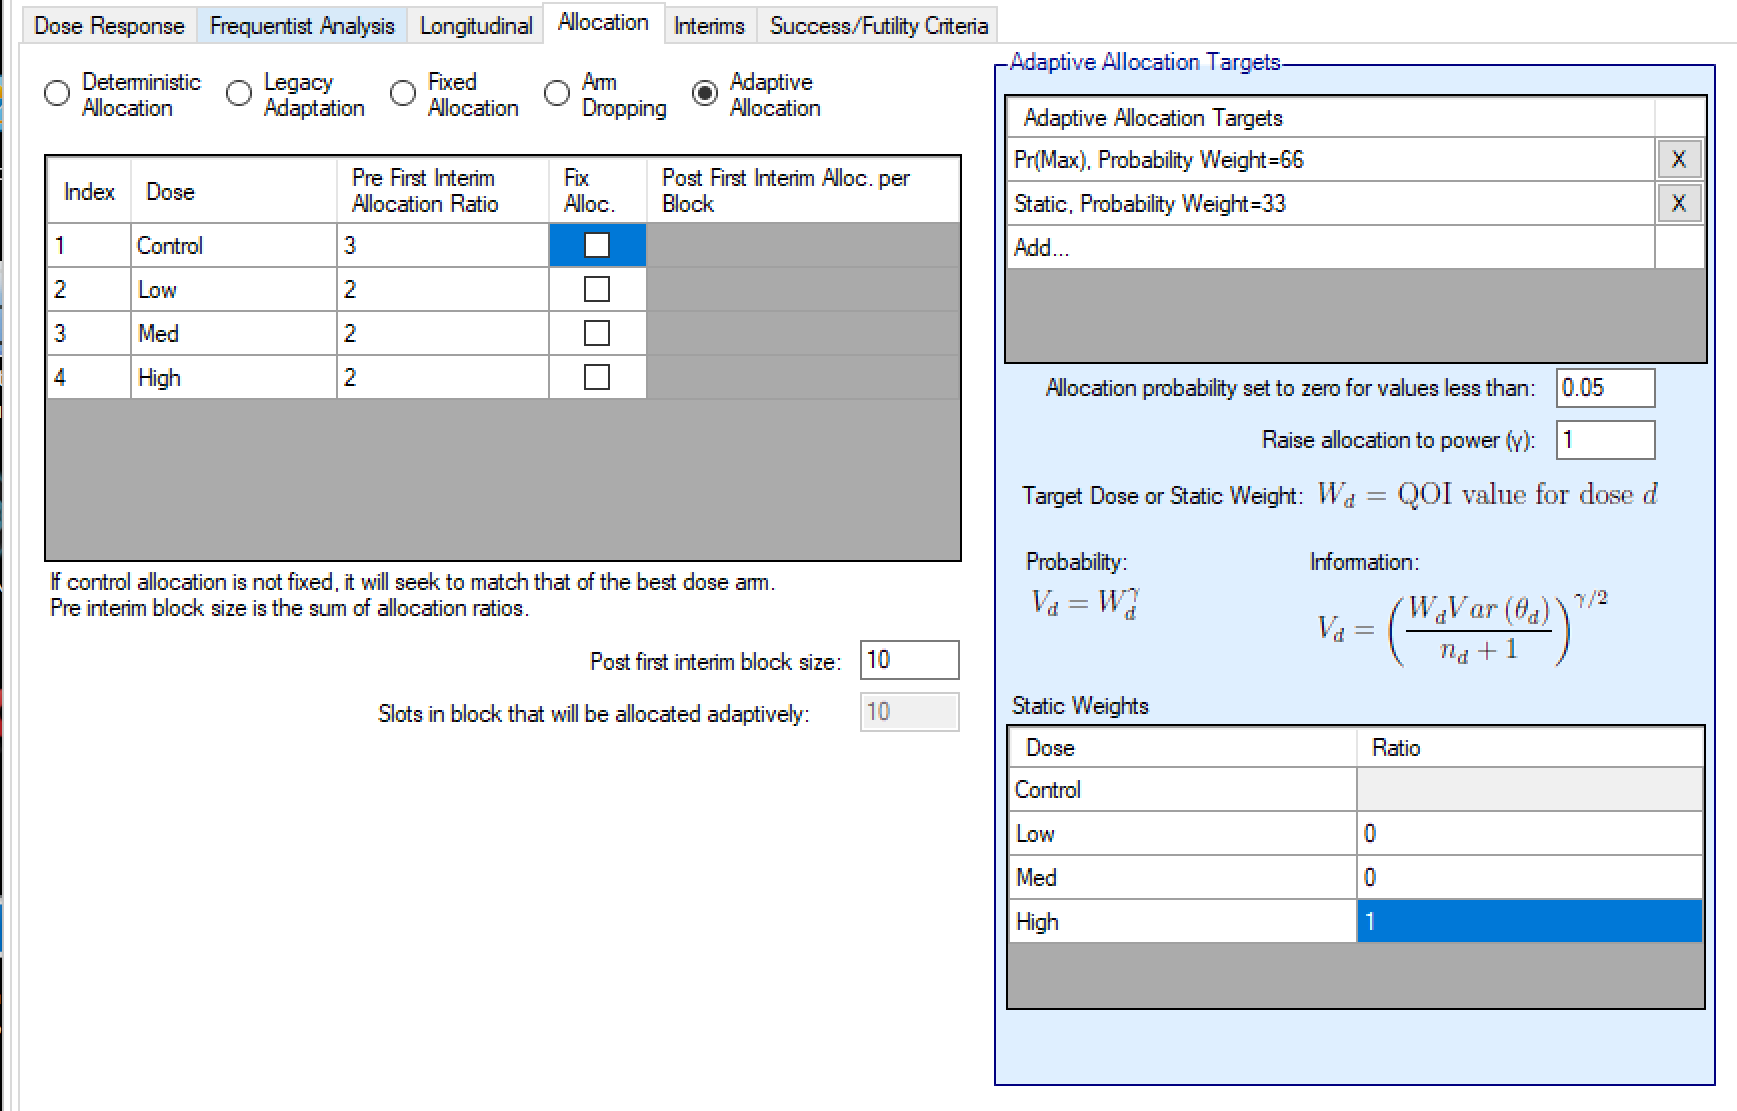 Dose Response Frequentist Analysis Longitudinal Allocation Interims Success/Futility Criteria
Deterministic Allocation
Legacy Adaptation
Fixed Allocation
Arm Dropping
Adaptive Allocation
Index Dose Pre First Interim Allocation Ratio Fix Alloc. Post First Interim Alloc. per Block
1 Control 3
2 Low 2
3 Med 2
4 High 2
If control allocation is not fixed, it will seek to match that of the best dose arm.
Pre interim block size is the sum of allocation ratios.
Post first interim block size: 10
Slots in block that will be allocated adaptively: 10
Adaptive Allocation Targets
Adaptive Allocation Targets
Pr(Max), Probability Weight=66 X
Static, Probability Weight=33 X
Add...
Allocation probability set to zero for values less than: 0.05
Raise allocation to power (γ): 1
Target Dose or Static Weight: W_d = QOI value for dose d
Probability:
V_d = W_d^γ
Information:
V_d = (W_d Var (θ_d) / n_d + 1)^γ/2
Static Weights
Dose Ratio
Control
Low 0
Med 0
High 1